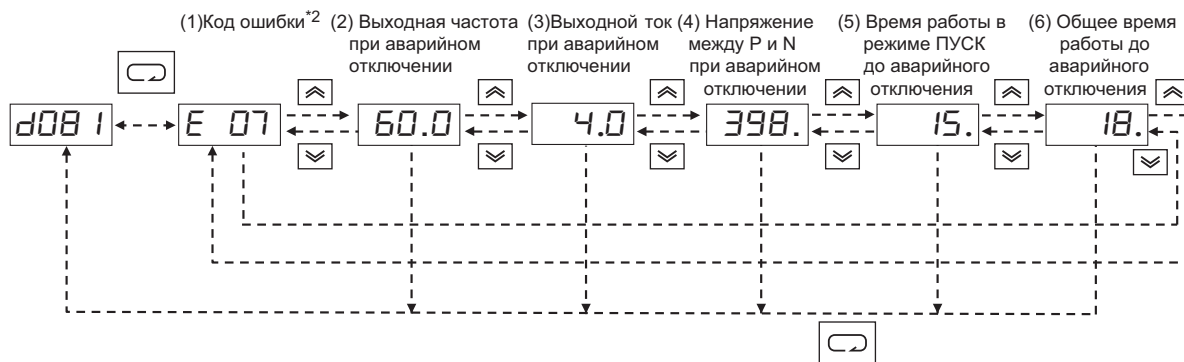 (1)Код ошибки*2
(2) Выходная частота
при аварийном
отключении
(3)Выходной ток
при аварийном
отключении
(4) Напряжение
между P и N
при аварийном
отключении
(5) Время работы в
режиме ПУСК
до аварийного
отключения
(6) Общее время
работы до
аварийного
отключения
d081
E 07
60.0
4.0
398.
15.
18.